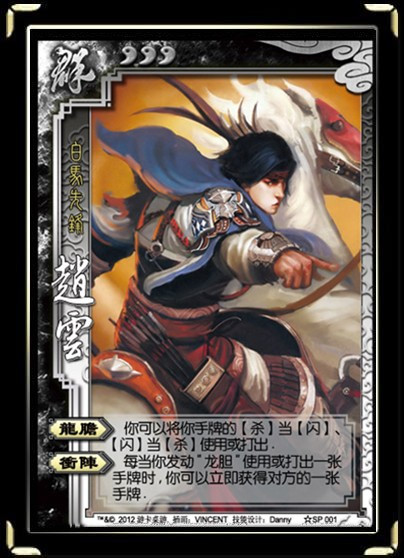 群
白馬先鋒
趙雲
龍膽
你可以将你手牌的【杀】当【闪】、
【闪】当【杀】使用或打出.
衝陣
每当你发动“龙胆”使用或打出一张
手牌时,你可以立即获得对方的一张
手牌.
™&© 2012 游卡桌游. 插画: VINCENT 技能设计: Danny ☆SP 001